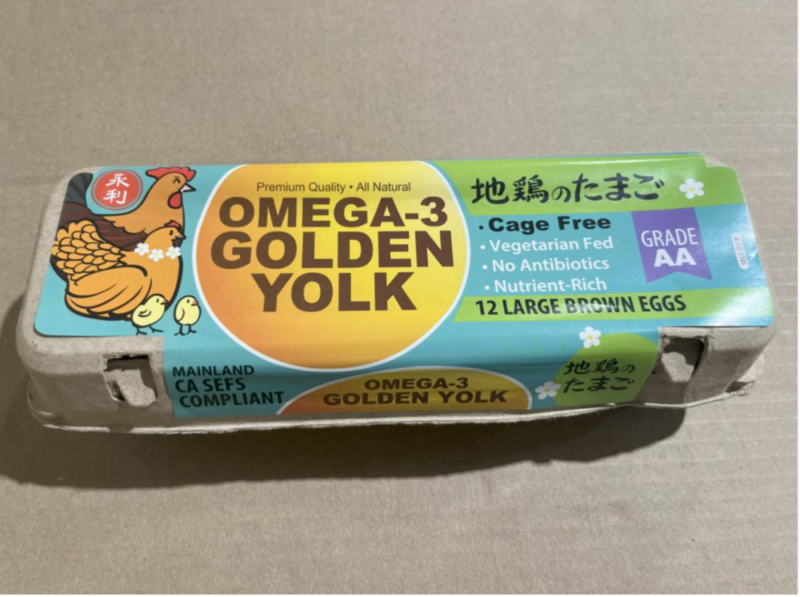 永利
Premium Quality • All Natural
OMEGA-3
GOLDEN
YOLK
地鶏のたまご
• Cage Free
• Vegetarian Fed
• No Antibiotics
• Nutrient-Rich
GRADE
AA
12 LARGE BROWN EGGS
MAINLAND
CA SEFS
COMPLIANT
OMEGA-3
GOLDEN YOLK
地鶏の
たまご